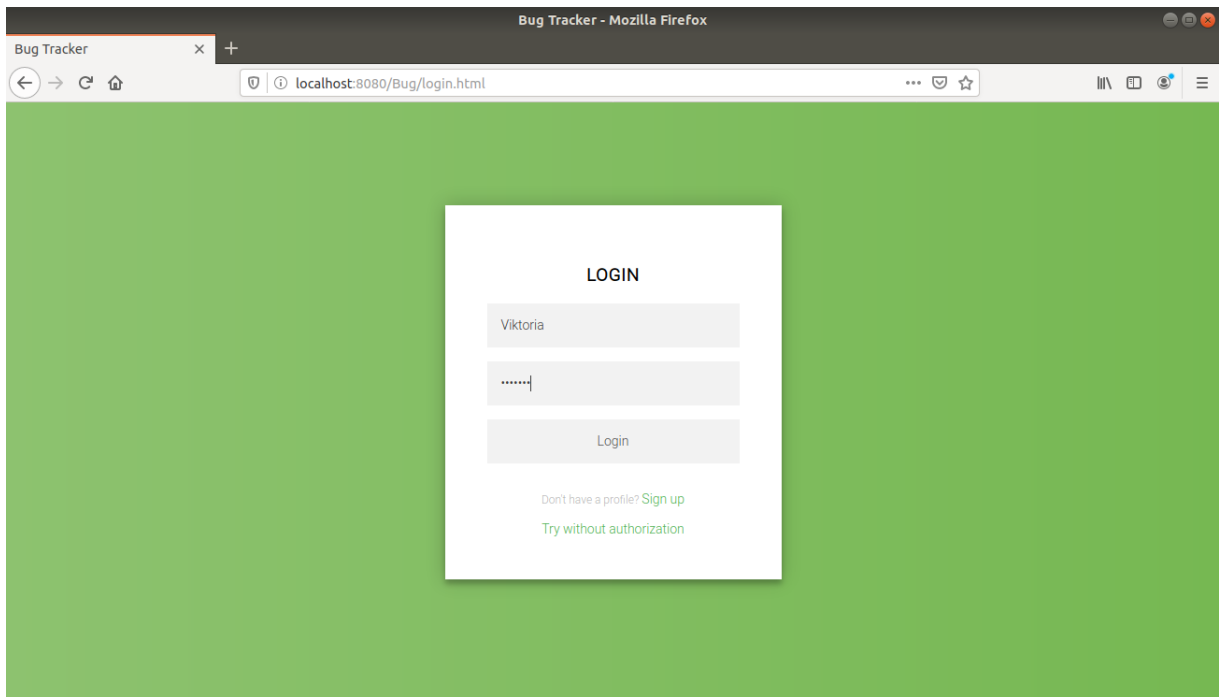 Bug Tracker - Mozilla Firefox
Bug Tracker
localhost:8080/Bug/login.html
LOGIN
Viktoria
•••••••
Login
Don't have a profile? Sign up
Try without authorization